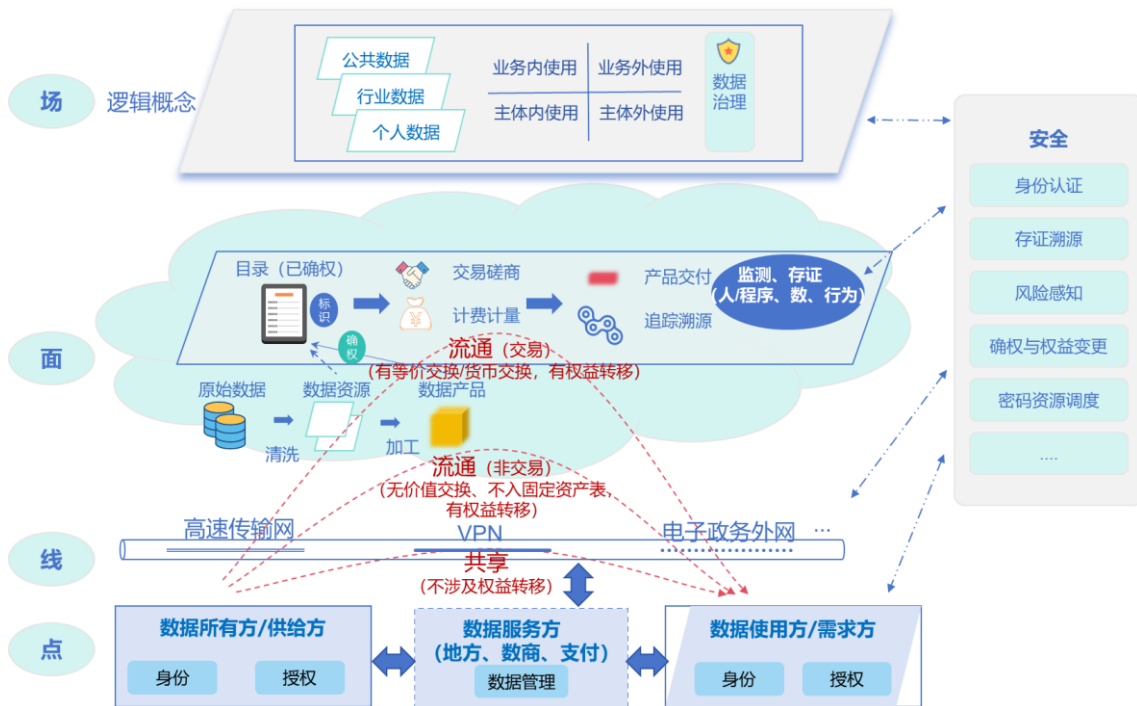 场
逻辑概念
公共数据
行业数据
个人数据
业务内使用
业务外使用
主体内使用
主体外使用
数据
治理
安全
身份认证
存证溯源
风险感知
确权与权益变更
密码资源调度
....
面
目录（已确权）
标识
确权
交易磋商
计费计量
产品交付
追踪溯源
监测、存证
（人/程序、数、行为）
流通（交易）
（有等价交换/货币交换，有权益转移）
原始数据
数据资源
数据产品
清洗
加工
流通（非交易）
（无价值交换、不入固定资产表，
有权益转移）
线
高速传输网
VPN
电子政务外网
...
共享
（不涉及权益转移）
点
数据所有方/供给方
身份
授权
数据服务方
（地方、数商、支付）
数据管理
数据使用方/需求方
身份
授权